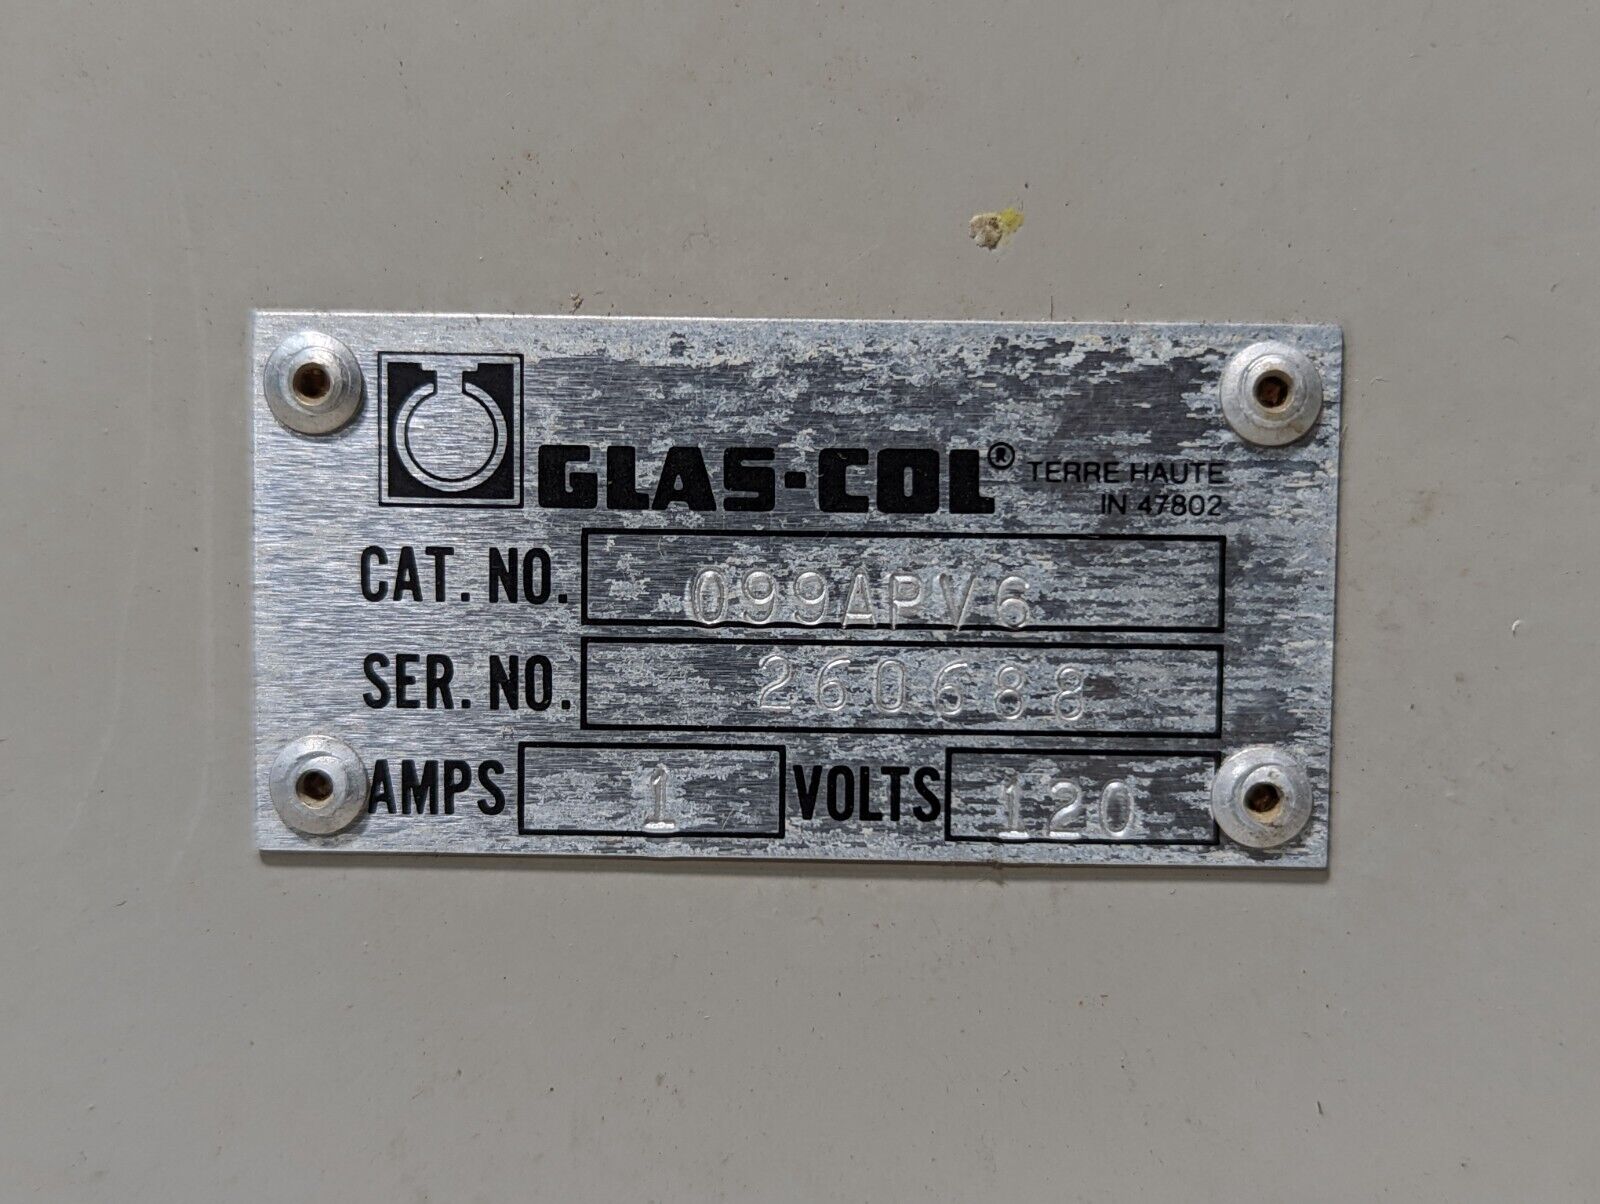 GLAS-COL® TERRE HAUTE
IN 47802
CAT. NO. 099APV6
SER. NO. 260688
AMPS 1 VOLTS 120